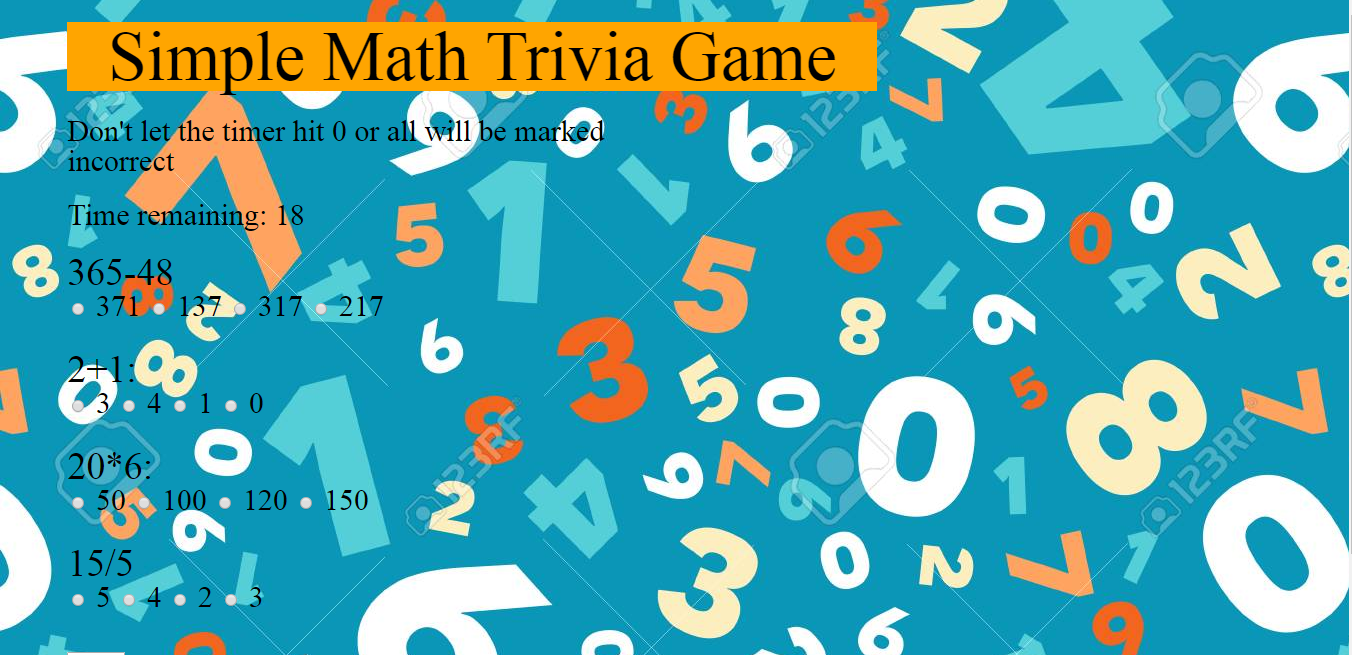 Simple Math Trivia Game
Don't let the timer hit 0 or all will be marked
incorrect
Time remaining: 18
365-48
371 137 317 217
2+1:
3 4 1 0
20*6:
50 100 120 150
15/5
5 4 2 3